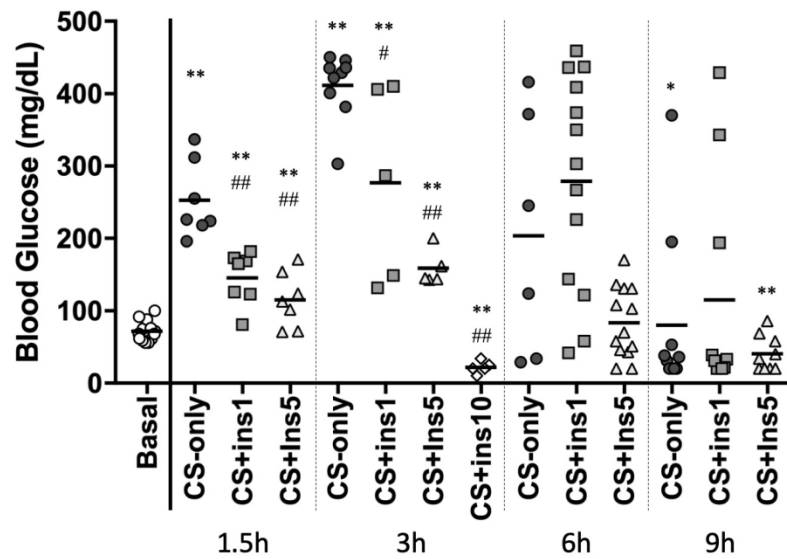 Blood Glucose (mg/dL)
500
400
300
200
100
0
**
**
##
**
##
**
**
#
**
##
**
##
*
**
Basal
CS-only
CS+ins1
CS+Ins5
CS-only
CS+ins1
CS+Ins5
CS+ins10
CS-only
CS+ins1
CS+Ins5
CS-only
CS+ins1
CS+Ins5
1.5h
3h
6h
9h